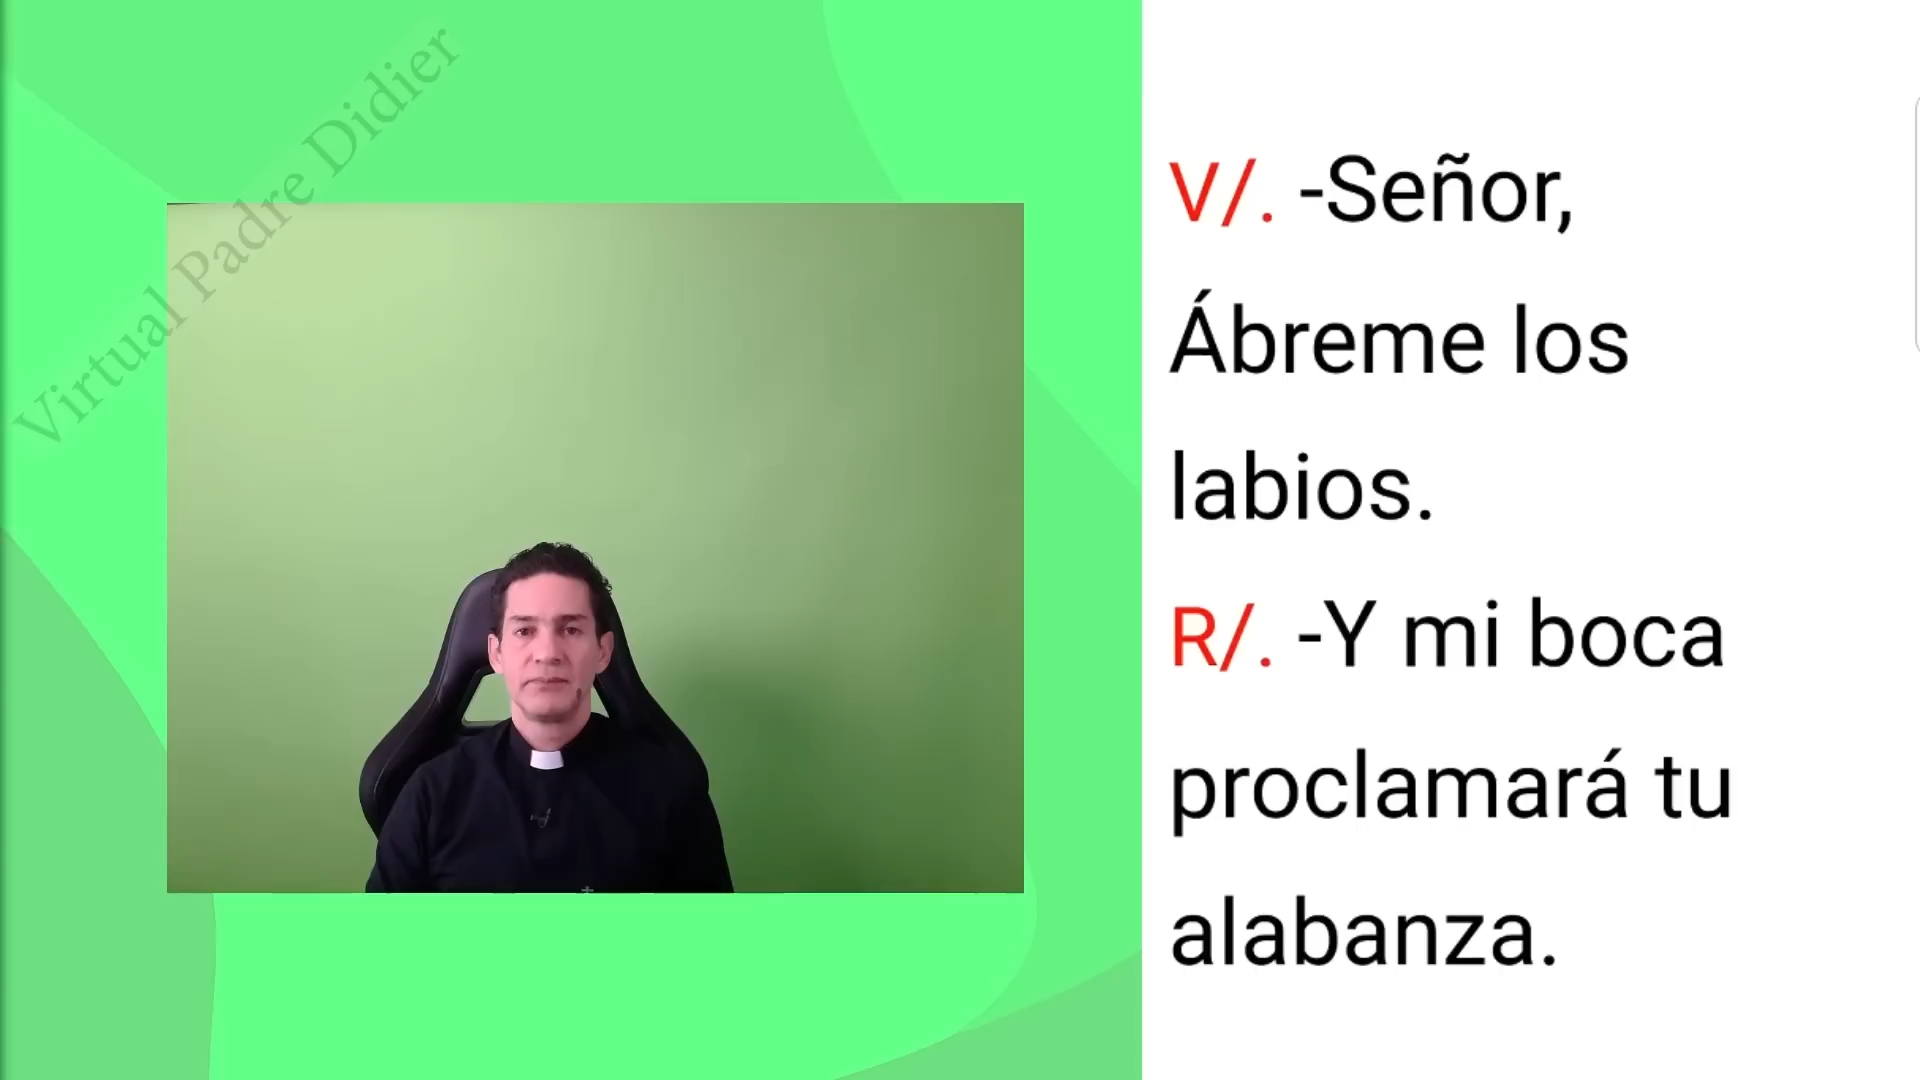 Virtual Padre Didier
V/. -Señor,
Ábreme los
labios.
R/. -Y mi boca
proclamará tu
alabanza.